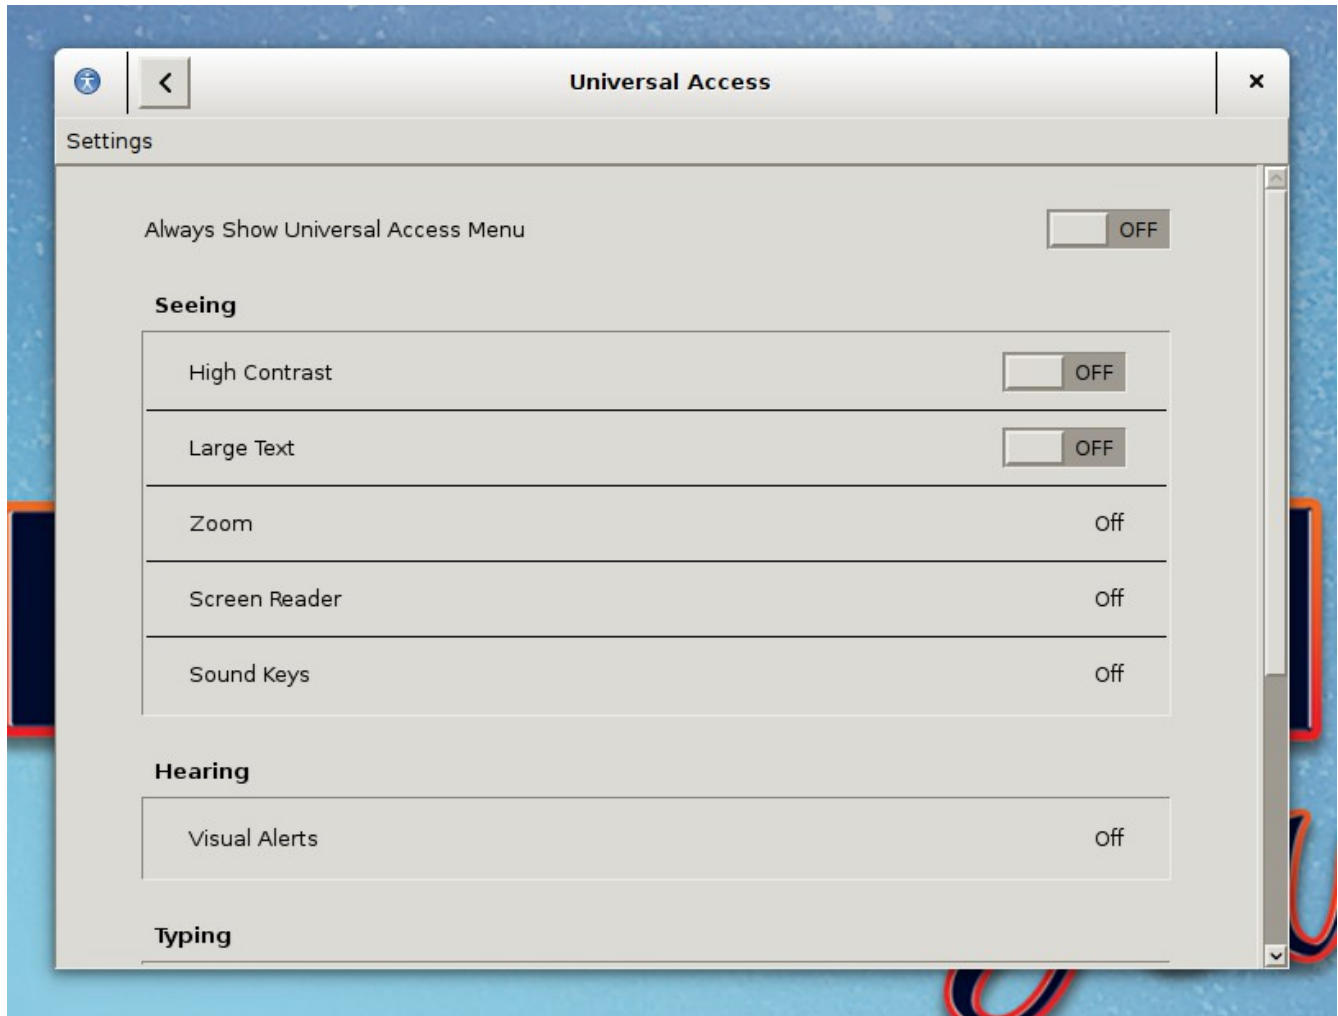 Universal Access
Settings
Always Show Universal Access Menu OFF
Seeing
High Contrast OFF
Large Text OFF
Zoom Off
Screen Reader Off
Sound Keys Off
Hearing
Visual Alerts Off
Typing